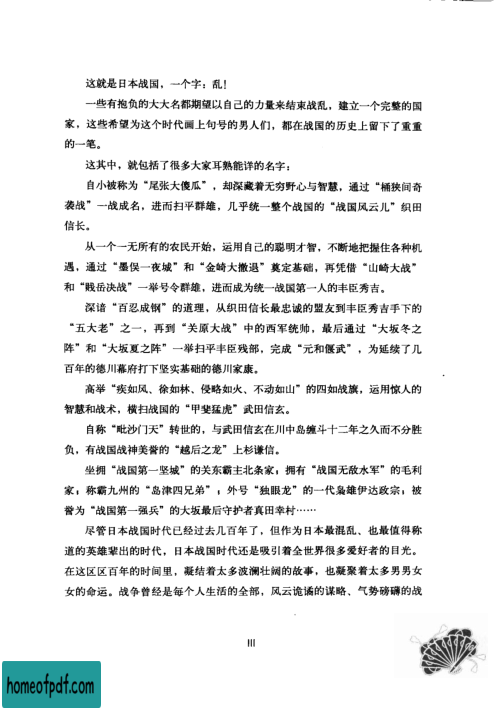 这就是日本战国，一个字：乱！
一些有抱负的大大名都期望以自己的力量来结束战乱，建立一个完整的国
家，这些希望为这个时代画上句号的男人们，都在战国的历史上留下了重重
的一笔。
这其中，就包括了很多大家耳熟能详的名字：
自小被称为“尾张大傻瓜”，却深藏着无穷野心与智慧，通过“桶狭间奇
袭战”一战成名，进而扫平群雄，几乎统一整个战国的“战国风云儿”织田
信长。
从一个一无所有的农民开始，运用自己的聪明才智，不断地把握住各种机
遇，通过“墨俣一夜城”和“金崎大撤退”奠定基础，再凭借“山崎大战”
和“贱岳决战”一举号令群雄，进而成为统一战国第一人的丰臣秀吉。
深谙“百忍成钢”的道理，从织田信长最忠诚的盟友到丰臣秀吉手下的
“五大老”之一，再到“关原大战”中的西军统帅，最后通过“大坂冬之
阵”和“大坂夏之阵”一举扫平丰臣残部，完成“元和偃武”，为延续了几
百年的德川幕府打下坚实基础的德川家康。
高举“疾如风、徐如林、侵略如火、不动如山”的四如战旗，运用惊人的
智慧和战术，横扫战国的“甲斐猛虎”武田信玄。
自称“毗沙门天”转世的，与武田信玄在川中岛缠斗十二年之久而不分胜
负，有战国战神美誉的“越后之龙”上杉谦信。
坐拥“战国第一坚城”的关东霸主北条家；拥有“战国无敌水军”的毛利
家；称霸九州的“岛津四兄弟”；外号“独眼龙”的一代枭雄伊达政宗；被
誉为“战国第一强兵”的大坂最后守护者真田幸村……
尽管日本战国时代已经过去几百年了，但作为日本最混乱、也最值得称
道的英雄辈出的时代，日本战国时代还是吸引着全世界很多爱好者的目光。
在这区区百年的时间里，凝结着太多波澜壮阔的故事，也凝聚着太多男男女
女的命运。战争曾经是每个人生活的全部，风云诡谲的谋略、气势磅礴的战
III
homeofpdf.com